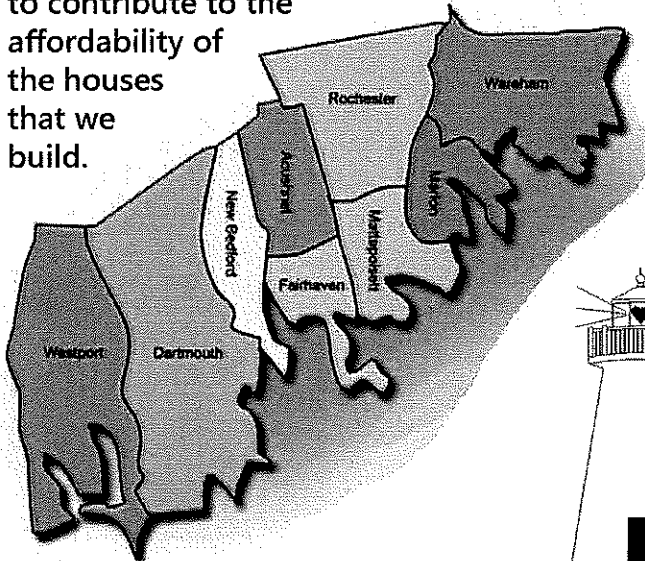 to contribute to the
affordability of
the houses
that we
build.
Rochester
Wareham
Acushnet
Marion
New Bedford
Mattapoisett
Fairhaven
Westport
Dartmouth